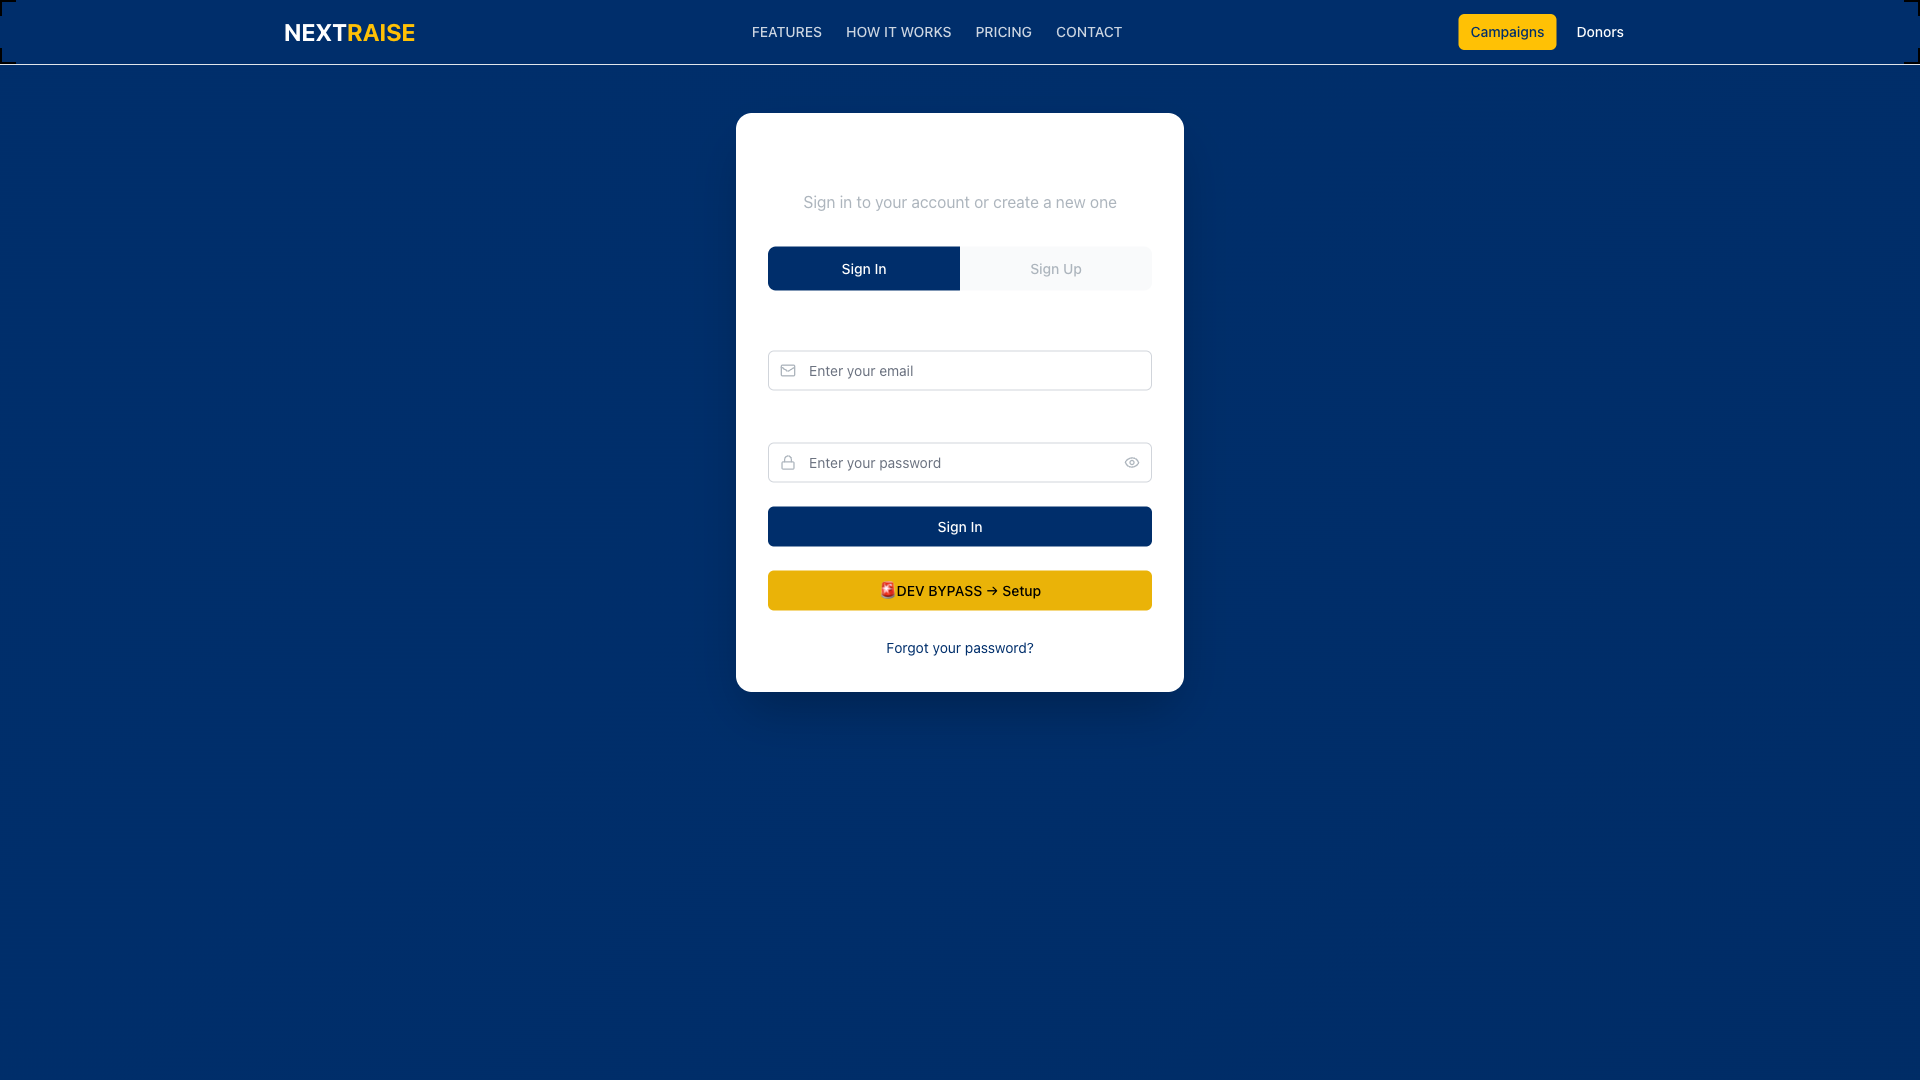 NEXTRAISE
FEATURES HOW IT WORKS PRICING CONTACT
Campaigns Donors
Sign in to your account or create a new one
Sign In Sign Up
Enter your email
Enter your password
Sign In
🚨DEV BYPASS → Setup
Forgot your password?